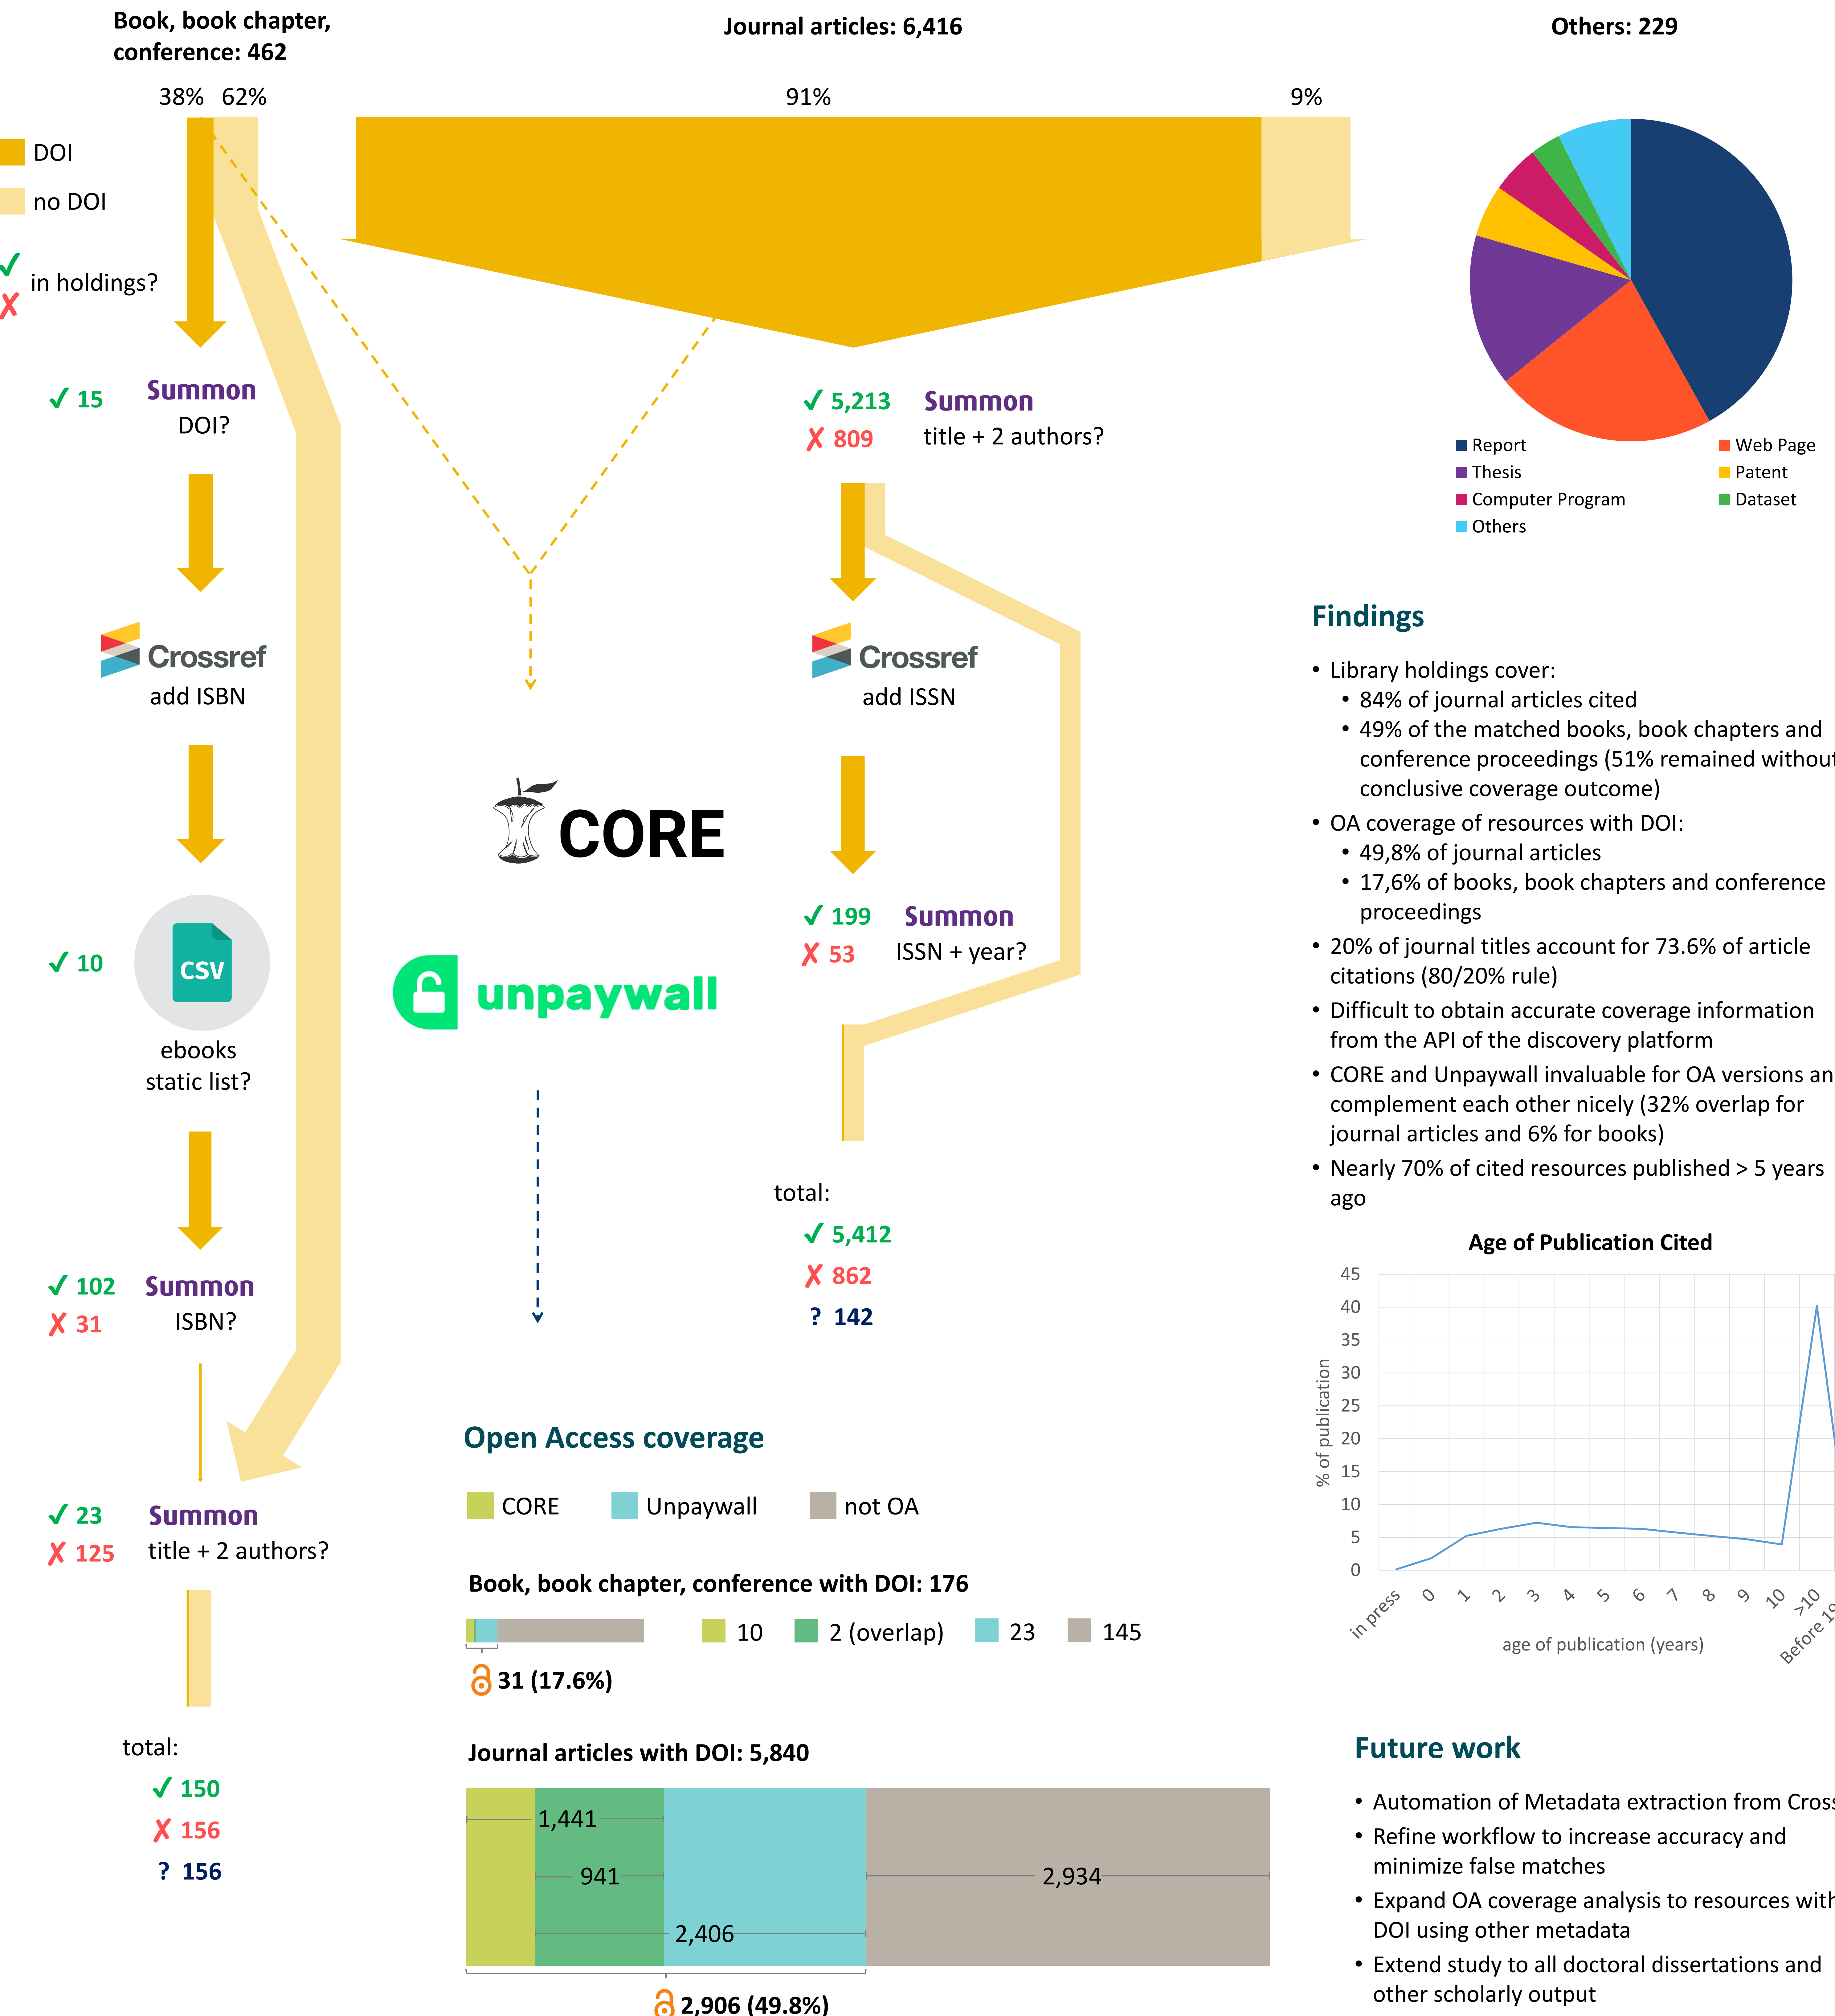 Book, book chapter,
conference: 462
Journal articles: 6,416
Others: 229
38% 62%
91%
9%
DOI
no DOI
in holdings?
15
Summon
DOI?
Crossref
add ISBN
10
CSV
ebooks
static list?
102
31
Summon
ISBN?
23
125
Summon
title + 2 authors?
total:
150
156
? 156
CORE
unpaywall
5,213
809
Summon
title + 2 authors?
Crossref
add ISSN
199
53
Summon
ISSN + year?
total:
5,412
862
? 142
Open Access coverage
CORE
Unpaywall
not OA
Book, book chapter, conference with DOI: 176
10
2 (overlap)
23
145
31 (17.6%)
Journal articles with DOI: 5,840
1,441
941
2,406
2,934
2,906 (49.8%)
Report
Web Page
Thesis
Patent
Computer Program
Dataset
Others
Findings
• Library holdings cover:
• 84% of journal articles cited
• 49% of the matched books, book chapters and
conference proceedings (51% remained without
conclusive coverage outcome)
• OA coverage of resources with DOI:
• 49,8% of journal articles
• 17,6% of books, book chapters and conference
proceedings
• 20% of journal titles account for 73.6% of article
citations (80/20% rule)
• Difficult to obtain accurate coverage information
from the API of the discovery platform
• CORE and Unpaywall invaluable for OA versions an
complement each other nicely (32% overlap for
journal articles and 6% for books)
• Nearly 70% of cited resources published > 5 years
ago
Age of Publication Cited
% of publication
45
40
35
30
25
20
15
10
5
0
in press
0
1
2
3
4
5
6
7
8
9
10
>10
Before 19
age of publication (years)
Future work
• Automation of Metadata extraction from Cross
• Refine workflow to increase accuracy and
minimize false matches
• Expand OA coverage analysis to resources with
DOI using other metadata
• Extend study to all doctoral dissertations and
other scholarly output